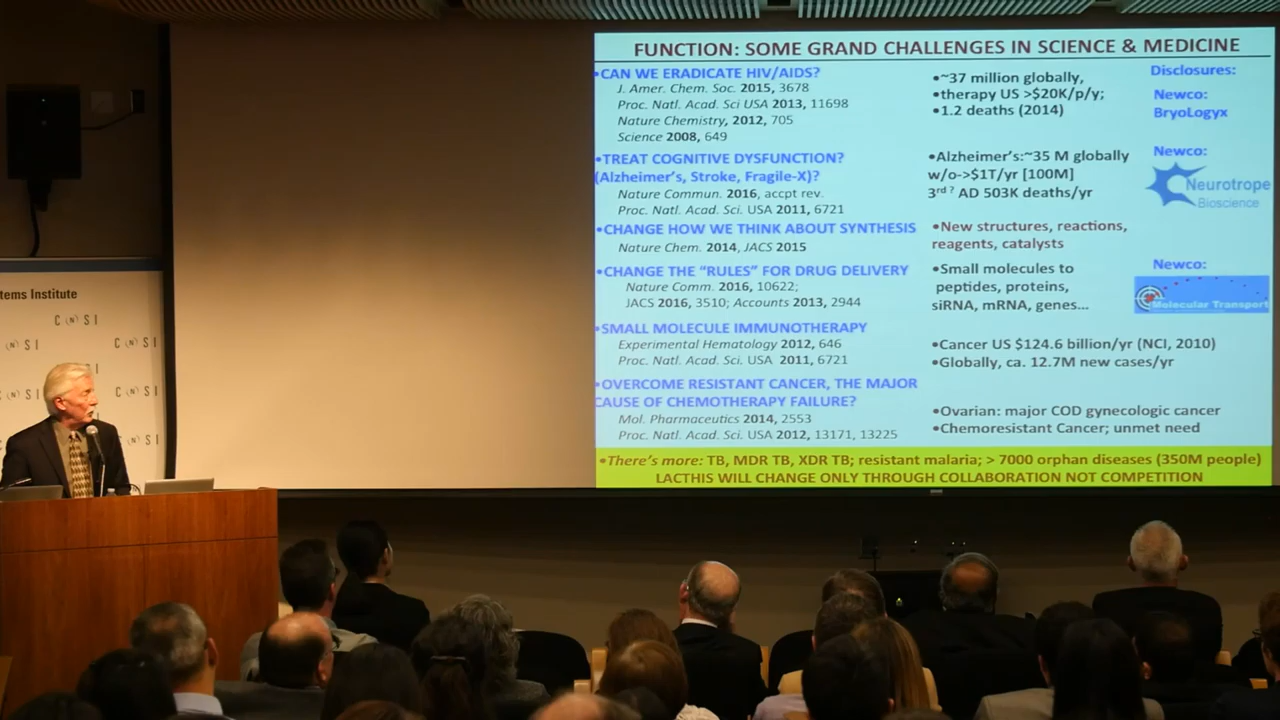 FUNCTION: SOME GRAND CHALLENGES IN SCIENCE & MEDICINE
•CAN WE ERADICATE HIV/AIDS?
J. Amer. Chem. Soc. 2015, 3678
Proc. Natl. Acad. Sci USA 2013, 11698
Nature Chemistry, 2012, 705
Science 2008, 649
•~37 million globally,
•therapy US >$20K/p/y;
•1.2 deaths (2014)
Disclosures:
Newco:
BryoLogyx
•TREAT COGNITIVE DYSFUNCTION?
(Alzheimer's, Stroke, Fragile-X)?
Nature Commun. 2016, accpt rev.
Proc. Natl. Acad. Sci. USA 2011, 6721
•Alzheimer's:~35 M globally
w/o->$1T/yr [100M]
3rd ? AD 503K deaths/yr
Newco:
Neurotrope
Bioscience
•CHANGE HOW WE THINK ABOUT SYNTHESIS
Nature Chem. 2014, JACS 2015
•New structures, reactions,
reagents, catalysts
•CHANGE THE "RULES" FOR DRUG DELIVERY
Nature Comm. 2016, 10622;
JACS 2016, 3510; Accounts 2013, 2944
•Small molecules to
peptides, proteins,
siRNA, mRNA, genes...
Newco:
Molecular Transport
•SMALL MOLECULE IMMUNOTHERAPY
Experimental Hematology 2012, 646
Proc. Natl. Acad. Sci. USA 2011, 6721
•Cancer US $124.6 billion/yr (NCI, 2010)
•Globally, ca. 12.7M new cases/yr
•OVERCOME RESISTANT CANCER, THE MAJOR
CAUSE OF CHEMOTHERAPY FAILURE?
Mol. Pharmaceutics 2014, 2553
Proc. Natl. Acad. Sci. USA 2012, 13171, 13225
•Ovarian: major COD gynecologic cancer
•Chemoresistant Cancer; unmet need
•There's more: TB, MDR TB, XDR TB; resistant malaria; > 7000 orphan diseases (350M people)
LACTHIS WILL CHANGE ONLY THROUGH COLLABORATION NOT COMPETITION
tems Institute
C (N) S I
(N) S I
C (N) S I
C (N) S I
(N) S I
C (N) S I
C (N) S I